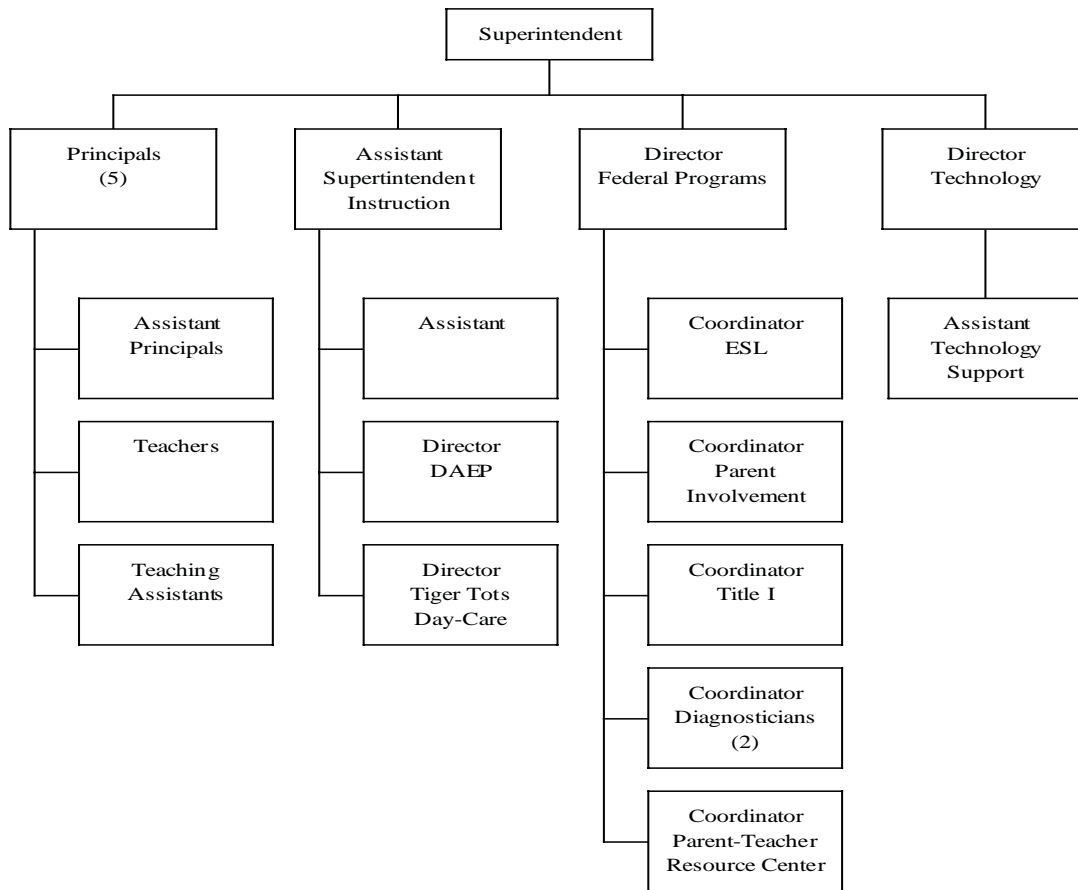 Superintendent
Principals
(5)
Assistant
Supertintendent
Instruction
Director
Federal Programs
Director
Technology
Assistant
Principals
Assistant
Coordinator
ESL
Assistant
Technology
Support
Teachers
Director
DAEP
Coordinator
Parent
Involvement
Teaching
Assistants
Director
Tiger Tots
Day-Care
Coordinator
Title I
Coordinator
Diagnosticians
(2)
Coordinator
Parent-Teacher
Resource Center